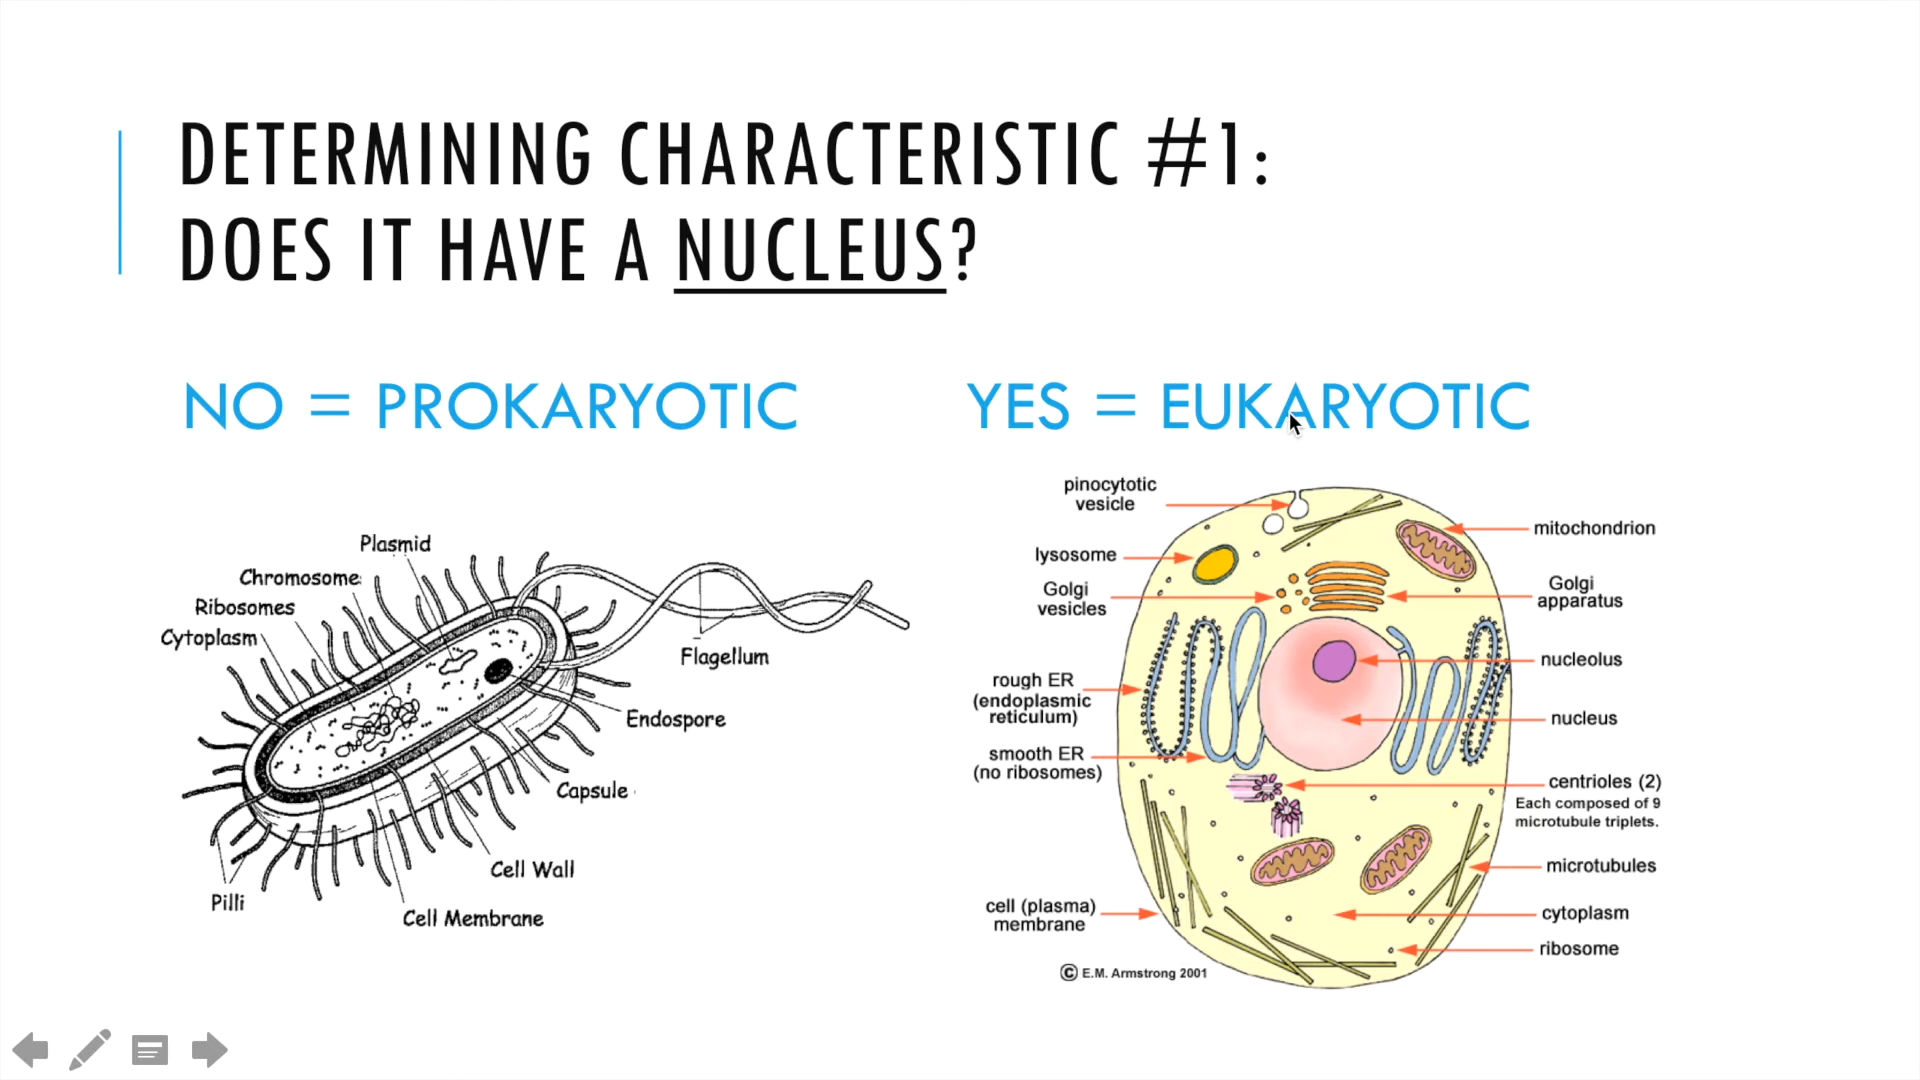 DETERMINING CHARACTERISTIC #1:
DOES IT HAVE A NUCLEUS?
NO = PROKARYOTIC
Plasmid
Chromosome
Ribosomes
Cytoplasm
Flagellum
Endospore
Capsule
Cell Wall
Cell Membrane
Pilli
YES = EUKARYOTIC
pinocytotic
vesicle
lysosome
Golgi
vesicles
rough ER
(endoplasmic
reticulum)
smooth ER
(no ribosomes)
cell (plasma)
membrane
mitochondrion
Golgi
apparatus
nucleolus
nucleus
centrioles (2)
Each composed of 9
microtubule triplets.
microtubules
cytoplasm
ribosome
© E.M. Armstrong 2001